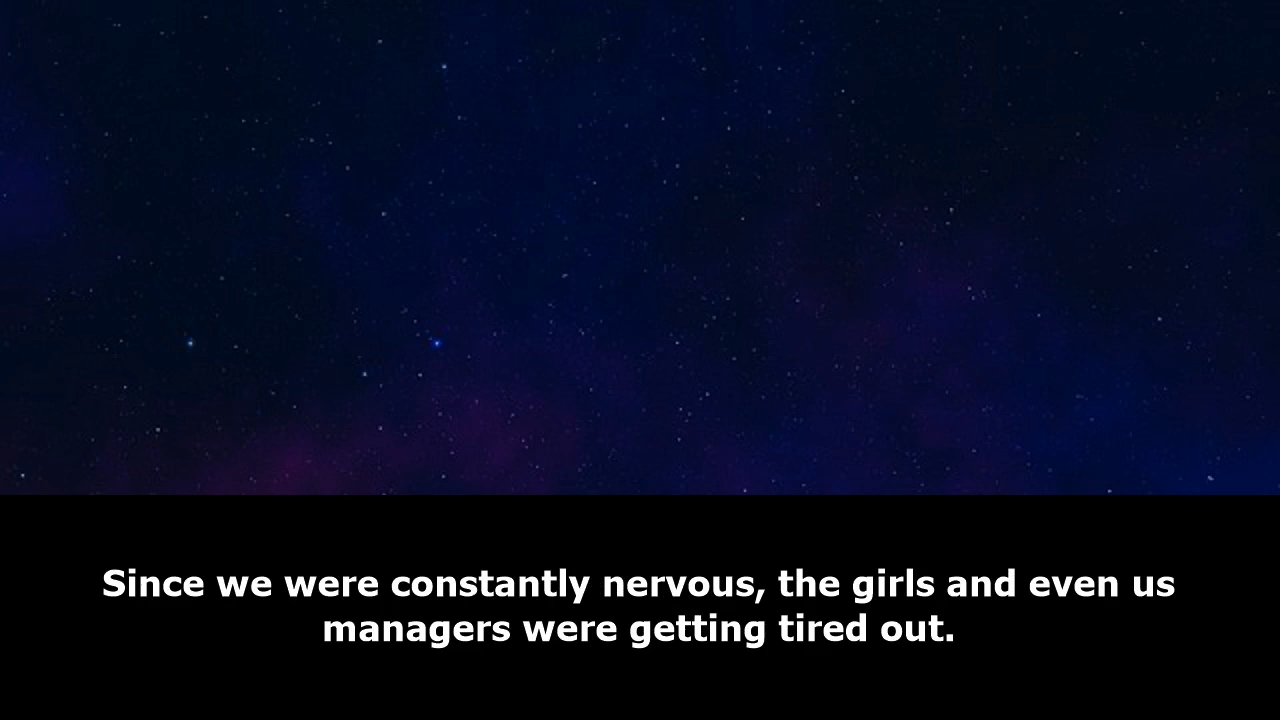 Since we were constantly nervous, the girls and even us
managers were getting tired out.